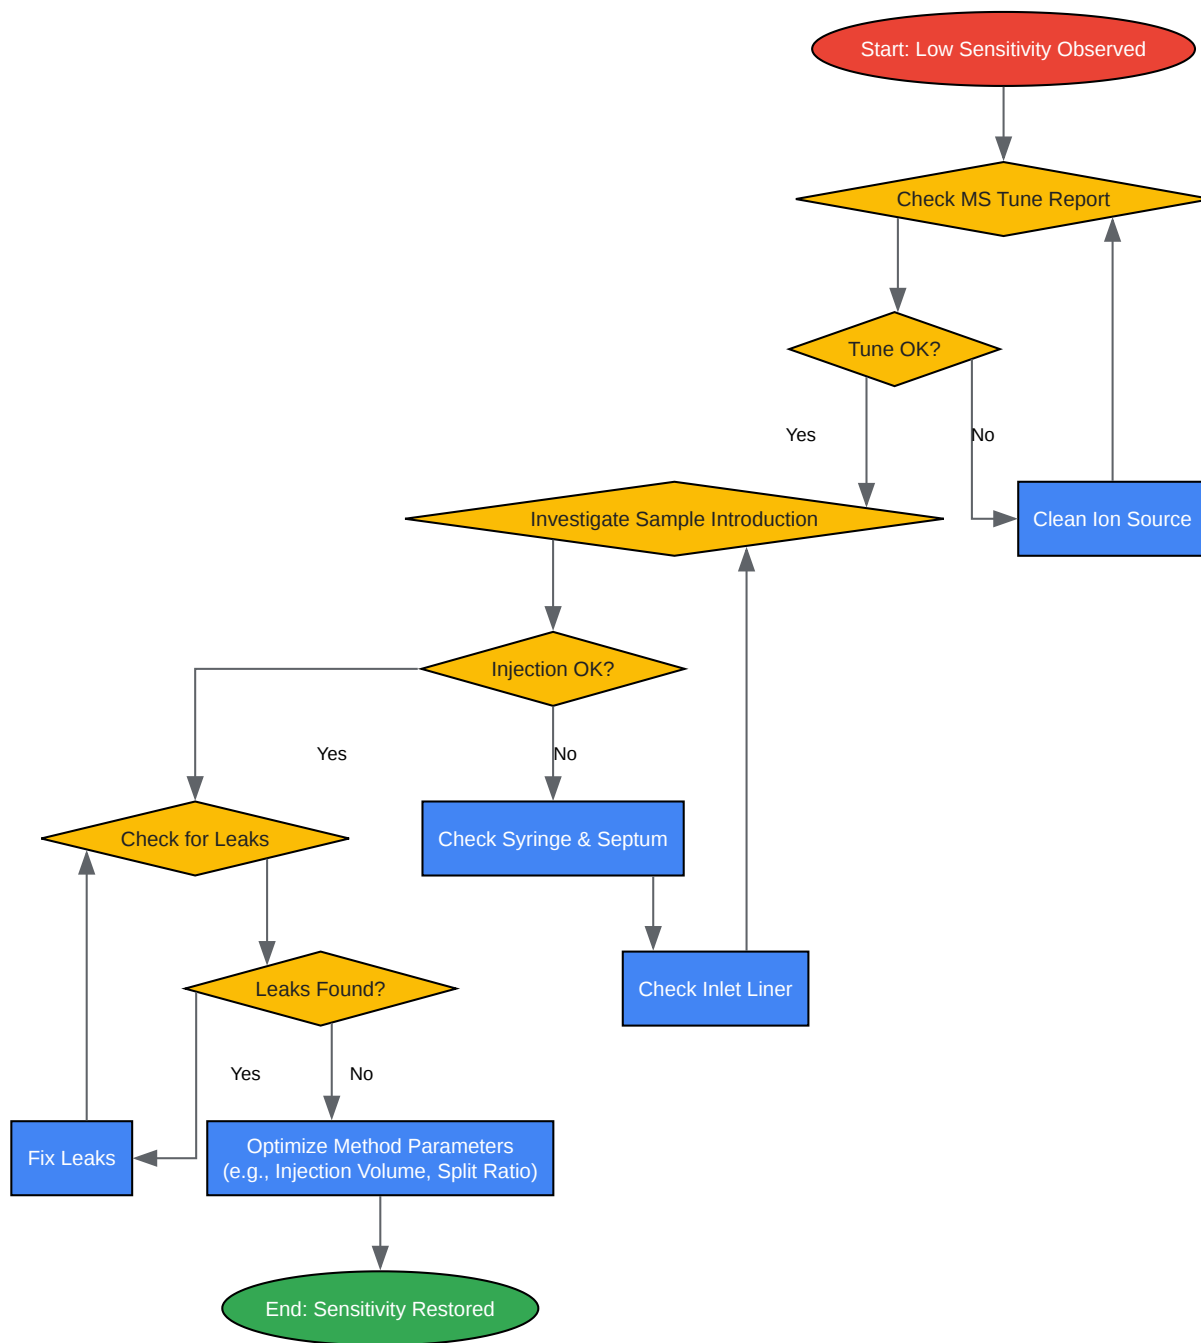 Start: Low Sensitivity Observed
Check MS Tune Report
Tune OK?
Yes
No
Investigate Sample Introduction
Clean Ion Source
Injection OK?
Yes
No
Check for Leaks
Check Syringe & Septum
Leaks Found?
Check Inlet Liner
Yes
No
Fix Leaks
Optimize Method Parameters
(e.g., Injection Volume, Split Ratio)
End: Sensitivity Restored